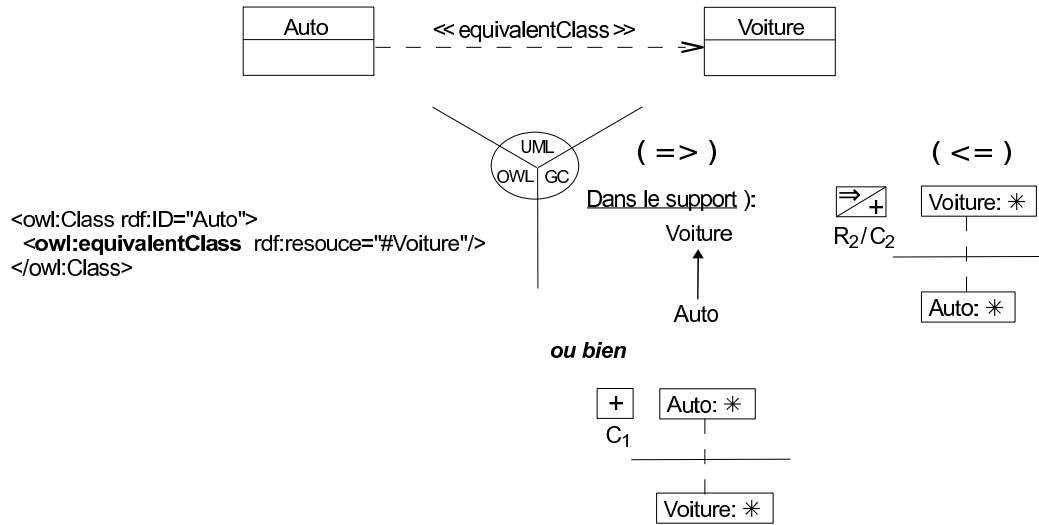 Auto
<< equivalentClass >>
Voiture
UML
OWL
GC
( => )
( <= )
Dans le support ):
Voiture
Auto
<owl:Class rdf:ID="Auto">
<owl:equivalentClass rdf:resouce="#Voiture"/>
</owl:Class>
⇒/+
R2/C2
Voiture: ✳
Auto: ✳
ou bien
+
C1
Auto: ✳
Voiture: ✳